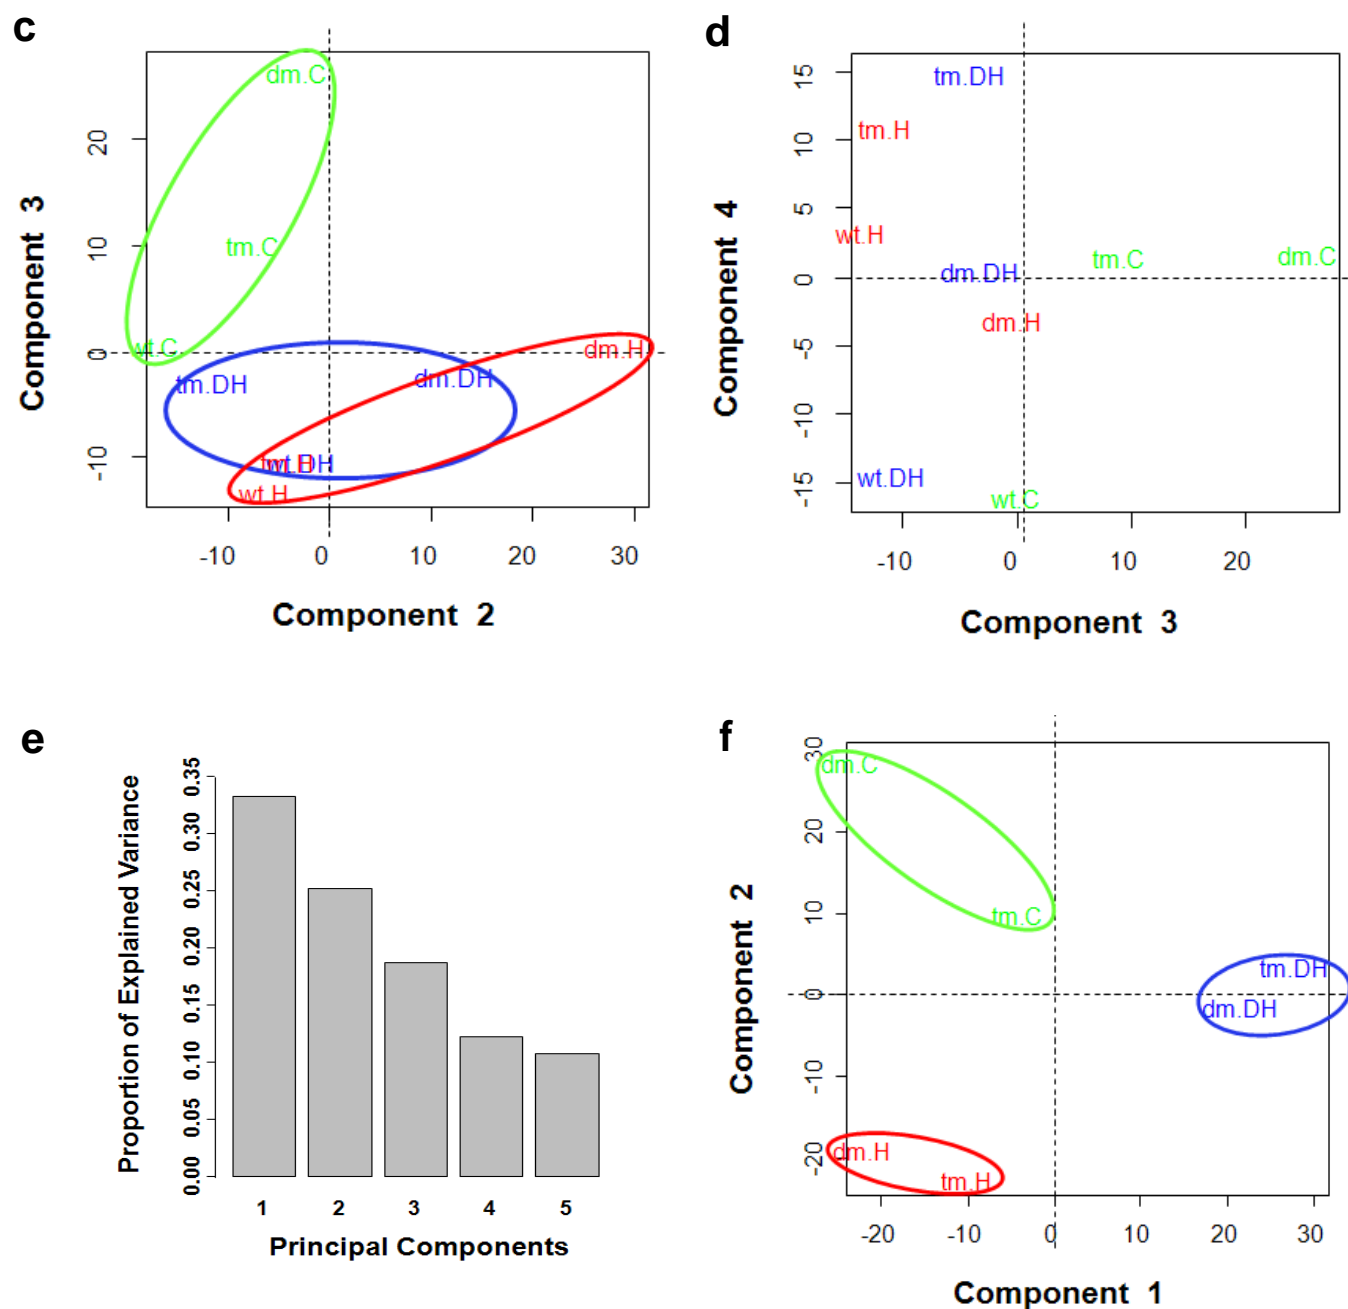 c
dm.C
tm.C
wt.C
tm.DH
dm.DH
dm.H
wt.DH
wt.H
20
10
0
-10
-10
0
10
20
30
Component 3
Component 2
d
tm.DH
tm.H
wt.H
dm.DH
dm.H
tm.C
dm.C
wt.DH
wt.C
15
10
5
0
-5
-10
-15
-10
0
10
20
Component 4
Component 3
e
0.35
0.30
0.25
0.20
0.15
0.10
0.05
0.00
Proportion of Explained Variance
1 2 3 4 5
Principal Components
f
dm.C
tm.C
tm.DH
dm.DH
dm.H
tm.H
30
20
10
0
-10
-20
-20
-10
0
10
20
30
Component 2
Component 1